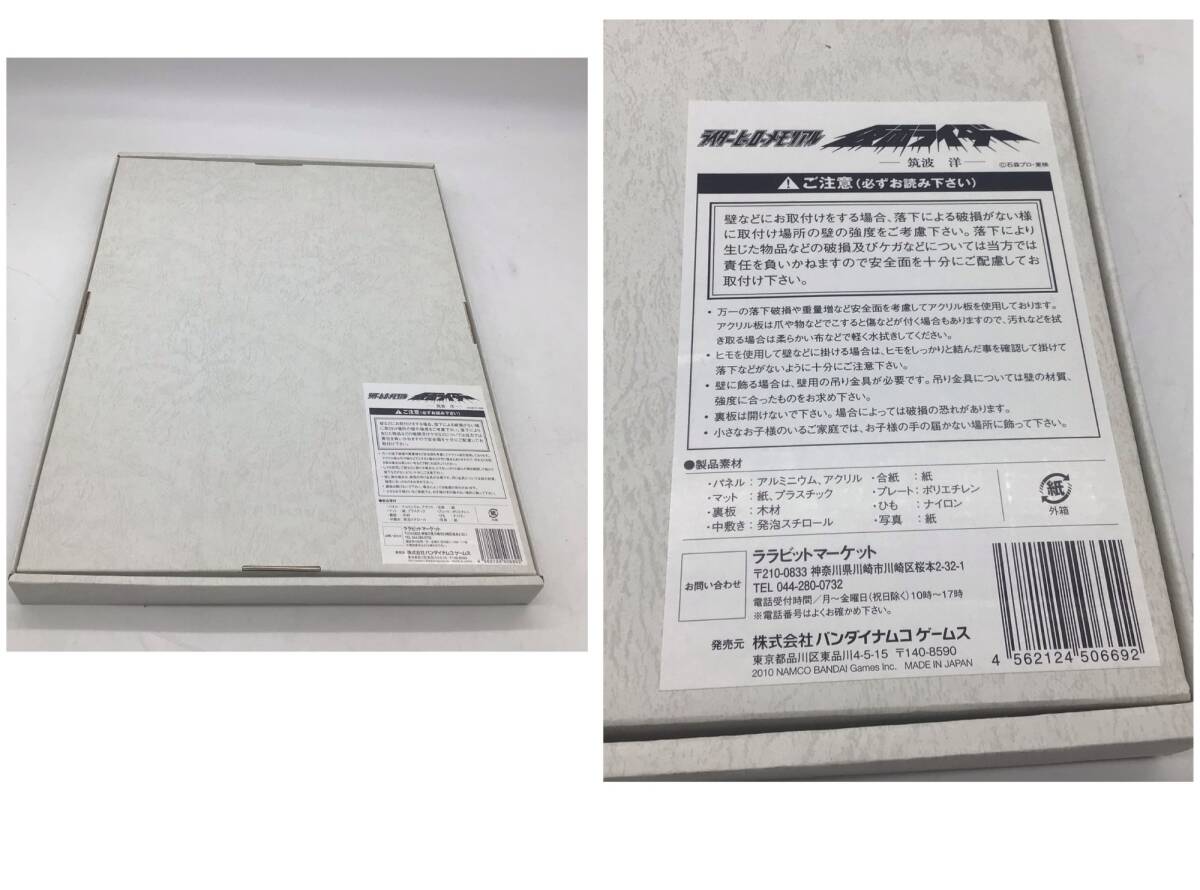 ライダーヒーローメモリアル 仮面ライダー
筑波 洋
©石森プロ・東映
ご注意(必ずお読み下さい)
壁などにお取付けをする場合、落下による破損がない様
に取付け場所の壁の強度をご考慮下さい。落下により
生じた物品などの破損及びケガなどについては当方では
責任を負いかねますので安全面を十分にご配慮してお
取付け下さい。
・万一の落下破損や重量増など安全面を考慮してアクリル板を使用しております。
アクリル板は爪や物などでこすると傷などが付く場合もありますので、汚れなどを拭
き取る場合は柔らかい布などで軽く水拭きしてください。
・ヒモを使用して壁などに掛ける場合は、ヒモをしっかりと結んだ事を確認して掛けて
落下などがないように十分にご注意下さい。
・壁に飾る場合は、壁用の吊り金具が必要です。吊り金具については壁の材質、
強度に合ったものをお求め下さい。
・裏板は開けないで下さい。場合によっては破損の恐れがあります。
・小さなお子様のいるご家庭では、お子様の手の届かない場所に飾って下さい。
●製品素材
・パネル:アルミニウム、アクリル ・合紙 :紙
・マット :紙、プラスチック ・プレート:ポリエチレン
・裏板 :木材 ・ひも :ナイロン
・中敷き:発泡スチロール ・写真 :紙
紙
外箱
お問い合わせ
ララビットマーケット
〒210-0833 神奈川県川崎市川崎区桜本2-32-1
TEL 044-280-0732
電話受付時間/月〜金曜日(祝日除く)10時〜17時
※電話番号はよくお確かめ下さい。
発売元 株式会社 バンダイナムコ ゲームス
東京都品川区東品川4-5-15 〒140-8590
2010 NAMCO BANDAI Games Inc. MADE IN JAPAN
4 562124 506692